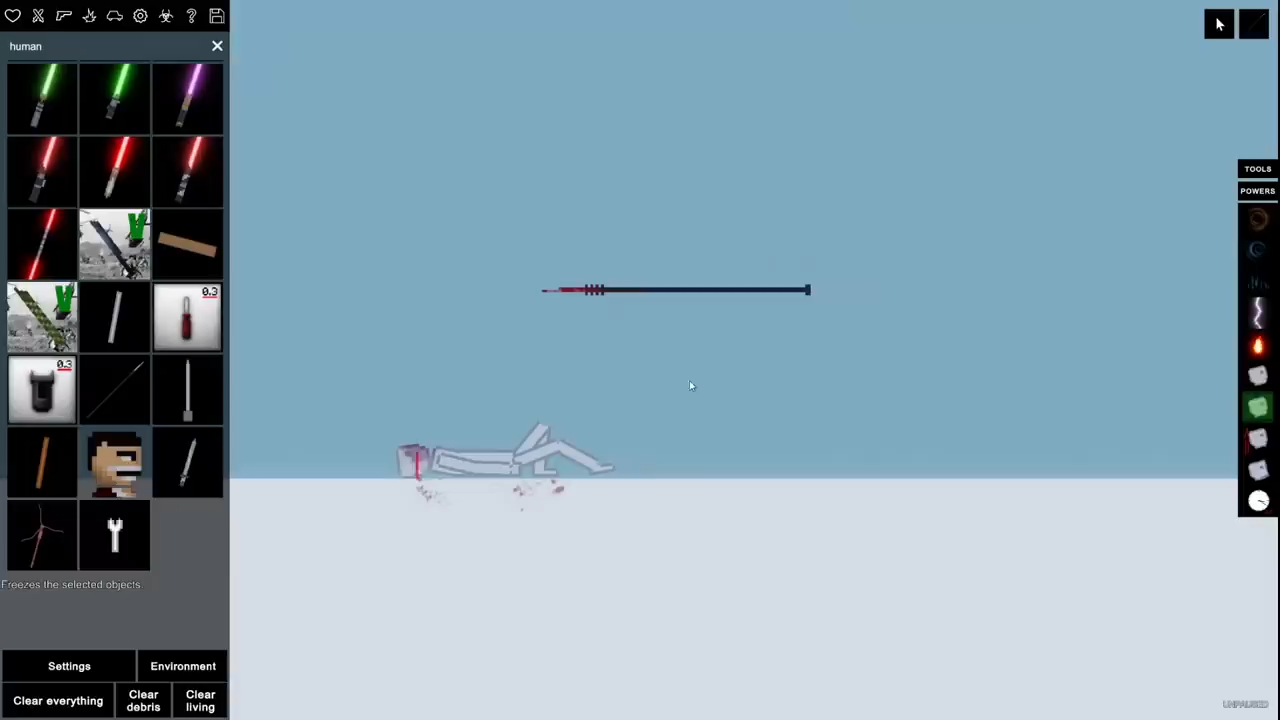 human
TOOLS
POWERS
V
V
0.3
0.3
Freezes the selected objects.
Settings
Environment
Clear everything
Clear
debris
Clear
living
UNPAUSED